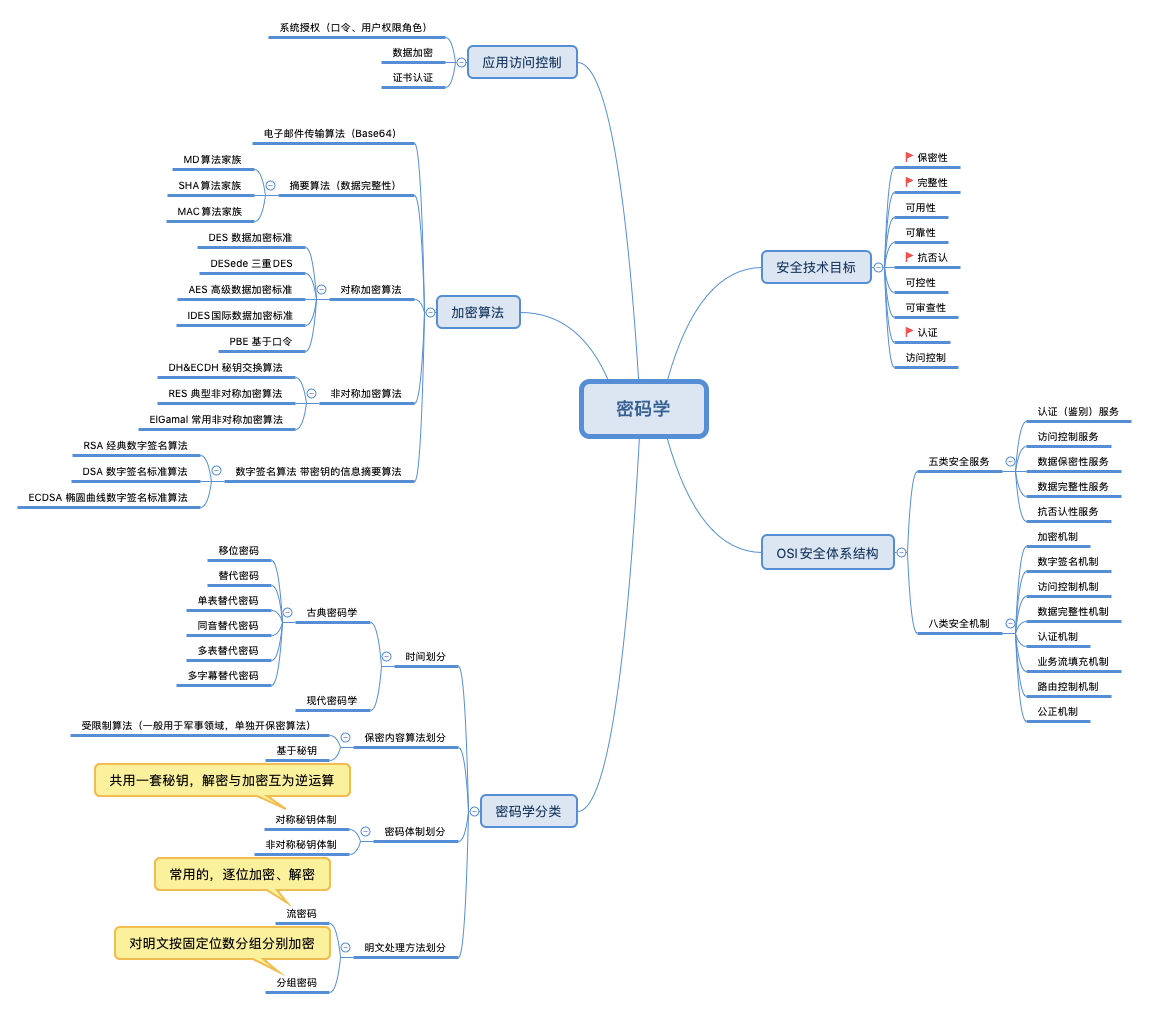 密码学
应用访问控制
系统授权（口令、用户权限角色）
数据加密
证书认证
加密算法
电子邮件传输算法（Base64）
摘要算法（数据完整性）
MD算法家族
SHA算法家族
MAC算法家族
对称加密算法
DES 数据加密标准
DESede 三重DES
AES 高级数据加密标准
IDES国际数据加密标准
PBE 基于口令
非对称加密算法
DH&ECDH 秘钥交换算法
RES 典型非对称加密算法
ElGamal 常用非对称加密算法
数字签名算法 带密钥的信息摘要算法
RSA 经典数字签名算法
DSA 数字签名标准算法
ECDSA 椭圆曲线数字签名标准算法
密码学分类
时间划分
古典密码学
移位密码
替代密码
单表替代密码
同音替代密码
多表替代密码
多字幕替代密码
现代密码学
保密内容算法划分
受限制算法（一般用于军事领域，单独开保密算法）
基于秘钥
密码体制划分
共用一套秘钥，解密与加密互为逆运算
对称秘钥体制
非对称秘钥体制
明文处理方法划分
常用的，逐位加密、解密
流密码
对明文按固定位数分组分别加密
分组密码
安全技术目标
保密性
完整性
可用性
可靠性
抗否认
可控性
可审查性
认证
访问控制
OSI安全体系结构
五类安全服务
认证（鉴别）服务
访问控制服务
数据保密性服务
数据完整性服务
抗否认性服务
八类安全机制
加密机制
数字签名机制
访问控制机制
数据完整性机制
认证机制
业务流填充机制
路由控制机制
公正机制